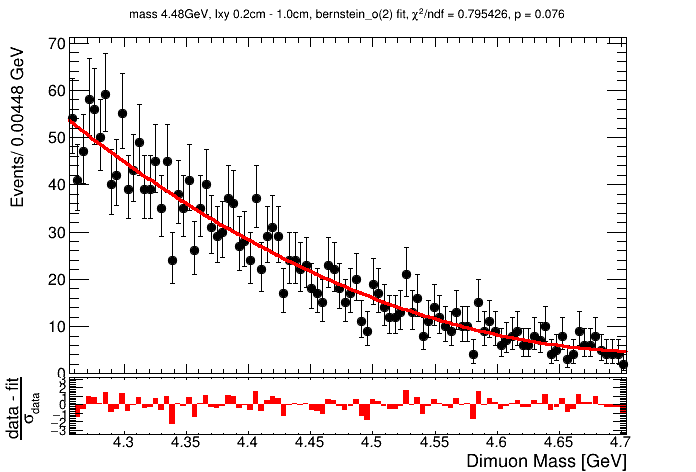 mass 4.48GeV, lxy 0.2cm - 1.0cm, bernstein_o(2) fit, χ²/ndf = 0.795426, p = 0.076
Events/ 0.00448 GeV
70
60
50
40
30
20
10
0
data - fit
σdata
3
2
1
0
−1
−2
−3
4.3 4.35 4.4 4.45 4.5 4.55 4.6 4.65 4.7
Dimuon Mass [GeV]